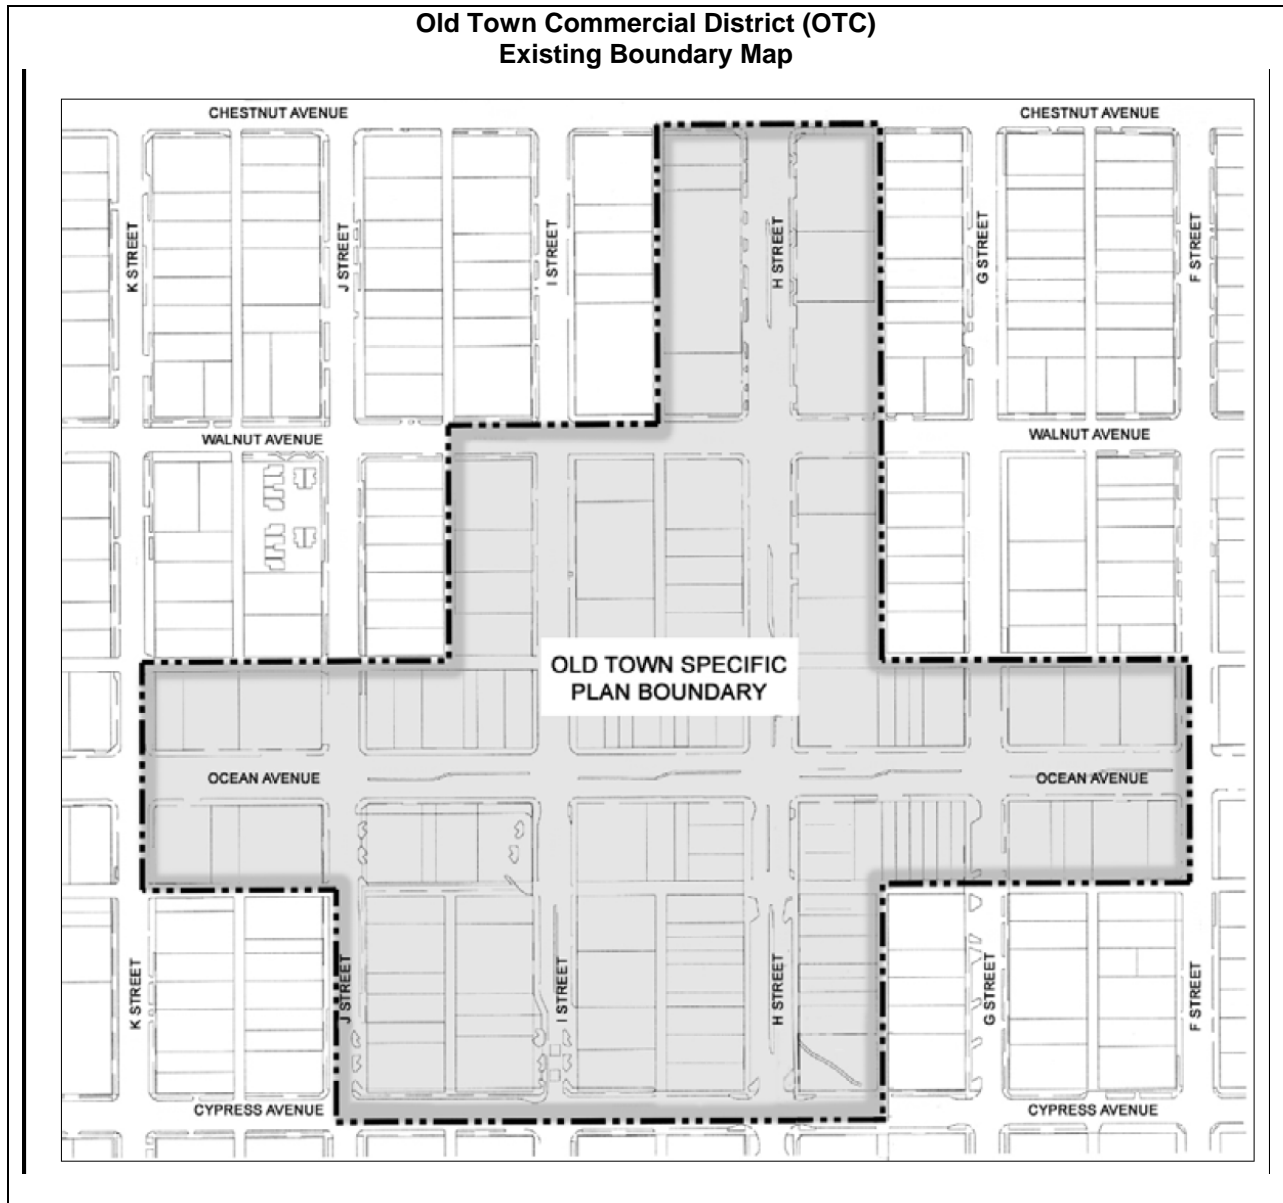 Old Town Commercial District (OTC)
Existing Boundary Map
CHESTNUT AVENUE
CHESTNUT AVENUE
K STREET
J STREET
I STREET
H STREET
G STREET
F STREET
WALNUT AVENUE
WALNUT AVENUE
OLD TOWN SPECIFIC
PLAN BOUNDARY
OCEAN AVENUE
OCEAN AVENUE
K STREET
J STREET
I STREET
H STREET
G STREET
F STREET
CYPRESS AVENUE
CYPRESS AVENUE